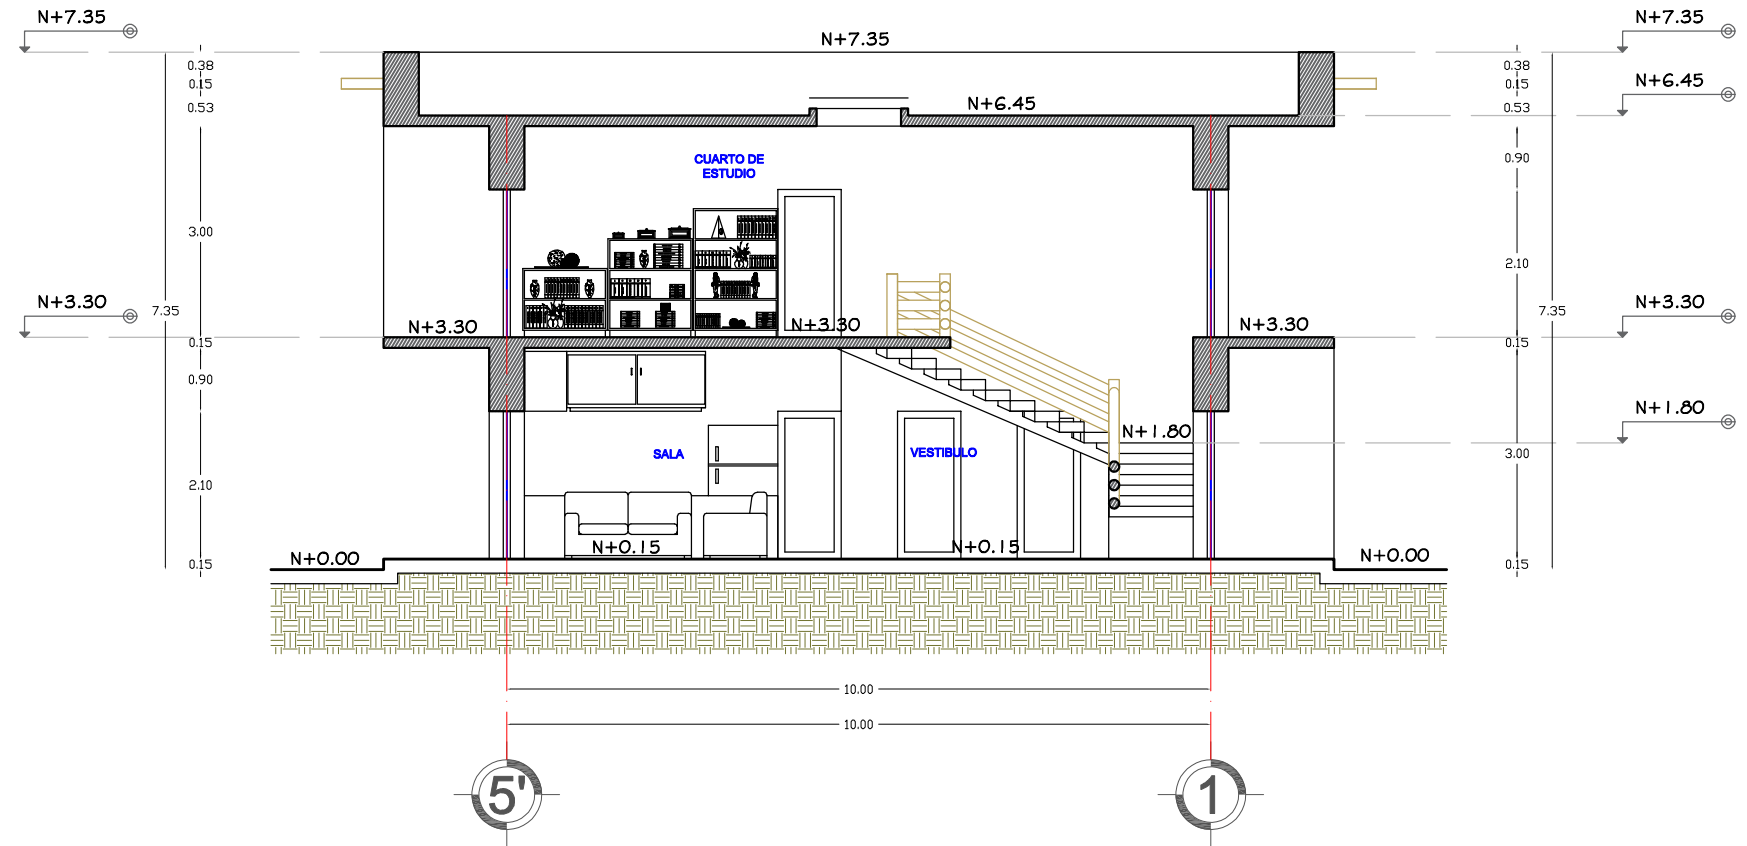 N+7.35
N+7.35
N+7.35
0.38
0.15
0.53
0.38
0.15
0.53
N+6.45
N+6.45
CUARTO DE
ESTUDIO
0.90
3.00
2.10
N+3.30
7.35
N+3.30
N+3.30
N+3.30
7.35
N+3.30
0.15
0.15
0.90
N+1.80
N+1.80
SALA
VESTIBULO
3.00
2.10
N+0.00
N+0.15
N+0.15
N+0.00
0.15
0.15
10.00
10.00
5'
1